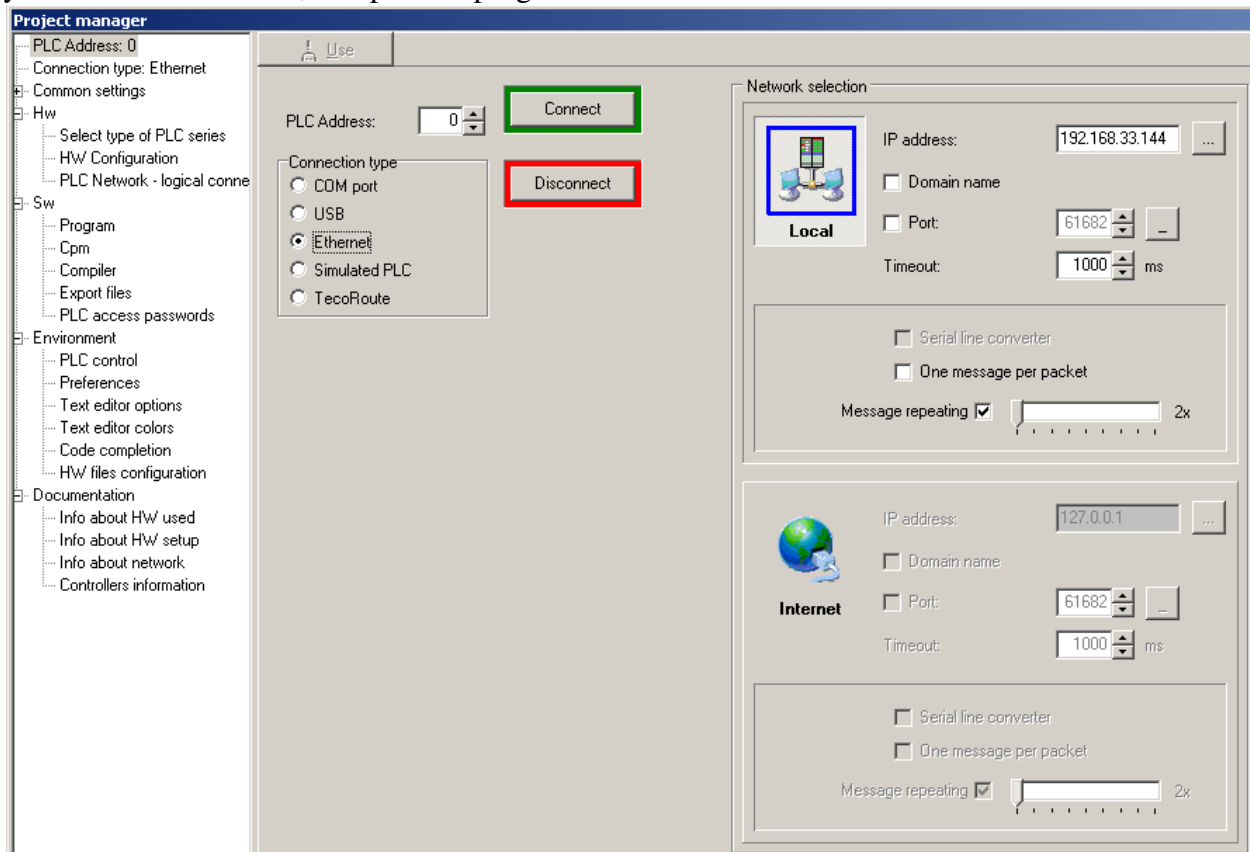 Project manager
PLC Address: 0
Connection type: Ethernet
Common settings
Hw
Select type of PLC series
HW Configuration
PLC Network - logical conne
Sw
Program
Cpm
Compiler
Export files
PLC access passwords
Environment
PLC control
Preferences
Text editor options
Text editor colors
Code completion
HW files configuration
Documentation
Info about HW used
Info about HW setup
Info about network
Controllers information
Use
PLC Address: 0
Connect
Disconnect
Connection type
COM port
USB
Ethernet
Simulated PLC
TecoRoute
Network selection
Local
IP address: 192.168.33.144 ...
Domain name
Port: 61682 _
Timeout: 1000 ms
Serial line converter
One message per packet
Message repeating 2x
Internet
IP address: 127.0.0.1 ...
Domain name
Port: 61682 _
Timeout: 1000 ms
Serial line converter
One message per packet
Message repeating 2x